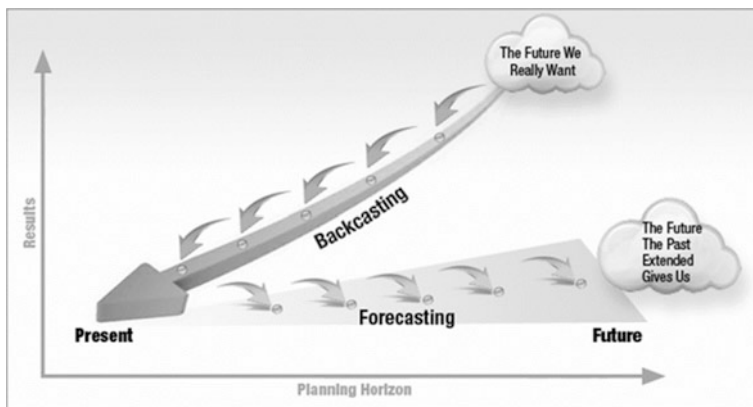 The Future We
Really Want
Results
Backcasting
The Future
The Past
Extended
Gives Us
Forecasting
Present
Future
Planning Horizon